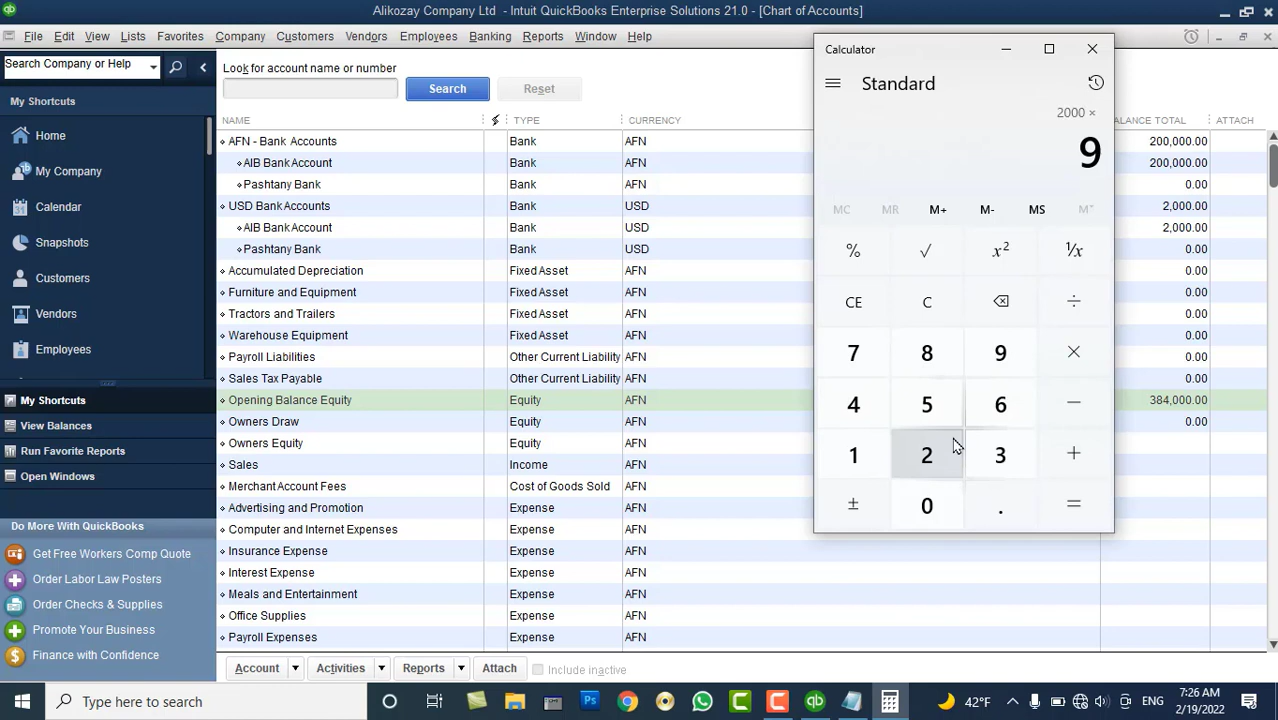 Alikozay Company Ltd - Intuit QuickBooks Enterprise Solutions 21.0 - [Chart of Accounts]
File Edit View Lists Favorites Company Customers Vendors Employees Banking Reports Window Help
Search Company or Help
My Shortcuts
Home
My Company
Calendar
Snapshots
Customers
Vendors
Employees
My Shortcuts
View Balances
Run Favorite Reports
Open Windows
Do More With QuickBooks
Get Free Workers Comp Quote
Order Labor Law Posters
Order Checks & Supplies
Promote Your Business
Finance with Confidence
Look for account name or number
Search Reset
NAME TYPE CURRENCY ALANCE TOTAL ATTACH
AFN - Bank Accounts Bank AFN 200,000.00
AIB Bank Account Bank AFN 200,000.00
Pashtany Bank Bank AFN 0.00
USD Bank Accounts Bank USD 2,000.00
AIB Bank Account Bank USD 2,000.00
Pashtany Bank Bank USD 0.00
Accumulated Depreciation Fixed Asset AFN 0.00
Furniture and Equipment Fixed Asset AFN 0.00
Tractors and Trailers Fixed Asset AFN 0.00
Warehouse Equipment Fixed Asset AFN 0.00
Payroll Liabilities Other Current Liability AFN 0.00
Sales Tax Payable Other Current Liability AFN 0.00
Opening Balance Equity Equity AFN 384,000.00
Owners Draw Equity AFN 0.00
Owners Equity Equity AFN
Sales Income AFN
Merchant Account Fees Cost of Goods Sold AFN
Advertising and Promotion Expense AFN
Computer and Internet Expenses Expense AFN
Insurance Expense Expense AFN
Interest Expense Expense AFN
Meals and Entertainment Expense AFN
Office Supplies Expense AFN
Payroll Expenses Expense AFN
Account Activities Reports Attach Include inactive
Calculator
Standard
2000 ×
9
MC MR M+ M- MS M˅
% √ x² ¹/x
CE C ÷
7 8 9 ×
4 5 6 −
1 2 3 +
± 0 . =
Type here to search
Ps
42°F
ENG
7:26 AM
2/19/2022